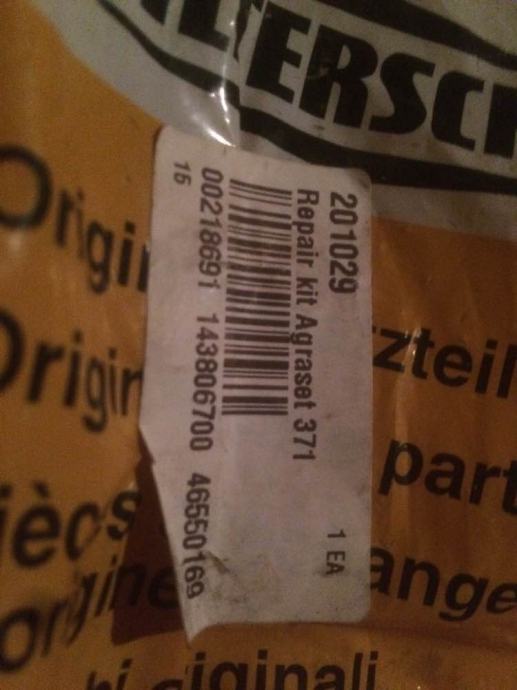 LTERSCH
Origi
Origin
ièces
origine
zteil
part
ange
iginali
201029
Repair kit Agraset 371
1 EA
00218691 143806700 46550169
15